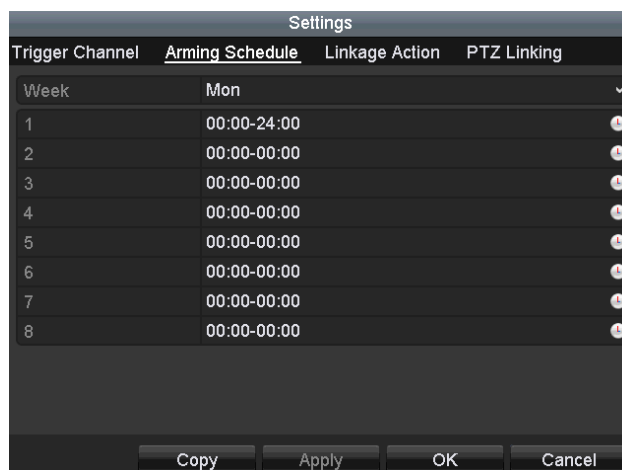 Settings
Trigger Channel Arming Schedule Linkage Action PTZ Linking
Week Mon
1 00:00-24:00
2 00:00-00:00
3 00:00-00:00
4 00:00-00:00
5 00:00-00:00
6 00:00-00:00
7 00:00-00:00
8 00:00-00:00
Copy Apply OK Cancel